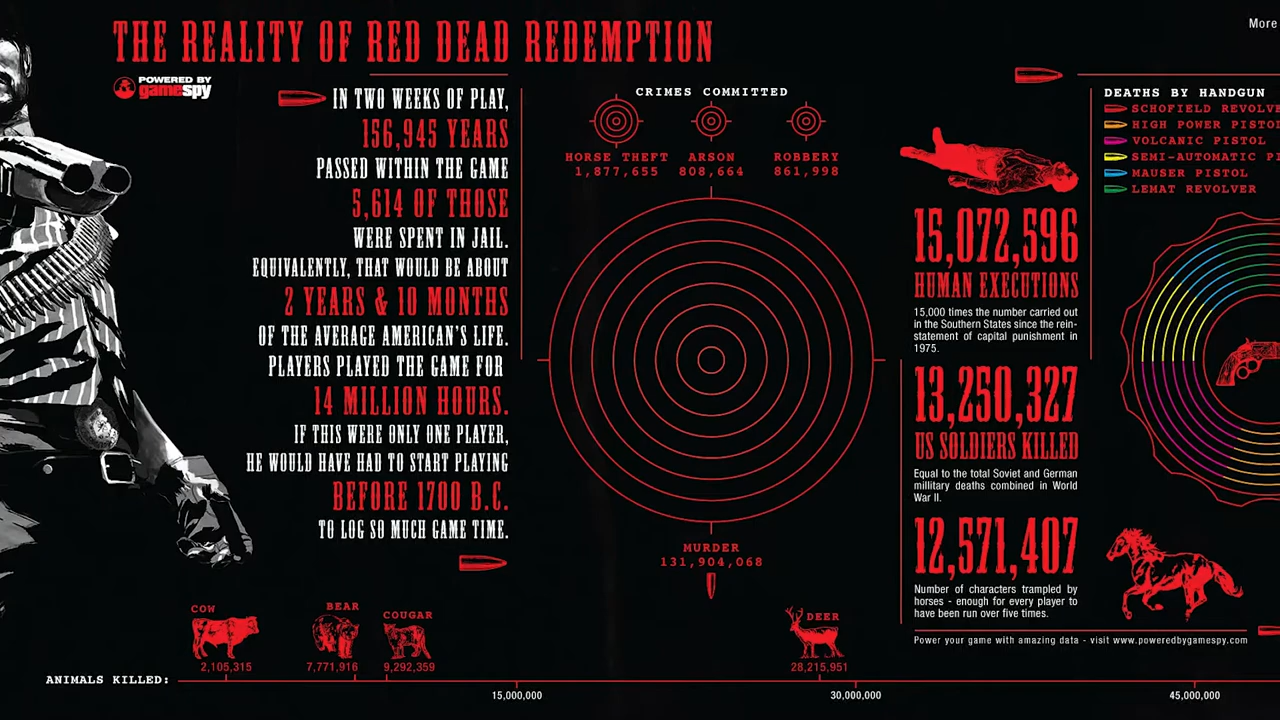 THE REALITY OF RED DEAD REDEMPTION
POWERED BY
gamespy
More
IN TWO WEEKS OF PLAY,
156,945 YEARS
PASSED WITHIN THE GAME
5,614 OF THOSE
WERE SPENT IN JAIL.
EQUIVALENTLY, THAT WOULD BE ABOUT
2 YEARS & 10 MONTHS
OF THE AVERAGE AMERICAN'S LIFE.
PLAYERS PLAYED THE GAME FOR
14 MILLION HOURS.
IF THIS WERE ONLY ONE PLAYER,
HE WOULD HAVE HAD TO START PLAYING
BEFORE 1700 B.C.
TO LOG SO MUCH GAME TIME.
CRIMES COMMITTED
HORSE THEFT ARSON ROBBERY
1,877,655 808,664 861,998
MURDER
131,904,068
15,072,596
HUMAN EXECUTIONS
15,000 times the number carried out
in the Southern States since the rein-
statement of capital punishment in
1975.
13,250,327
US SOLDIERS KILLED
Equal to the total Soviet and German
millitary deaths combined in World
War II.
12,571,407
Number of characters trampled by
horses - enough for every player to
have been run over five times.
Power your game with amazing data - visit www.poweredbygamespy.com
DEATHS BY HANDGUN
SCHOFIELD REVOLVE
HIGH POWER PISTO
VOLCANIC PISTOL
SEMI-AUTOMATIC PI
MAUSER PISTOL
LEMAT REVOLVER
COW
2,105,315
BEAR
7,771,916
COUGAR
9,292,359
DEER
28,215,951
ANIMALS KILLED:
15,000,000 30,000,000 45,000,000